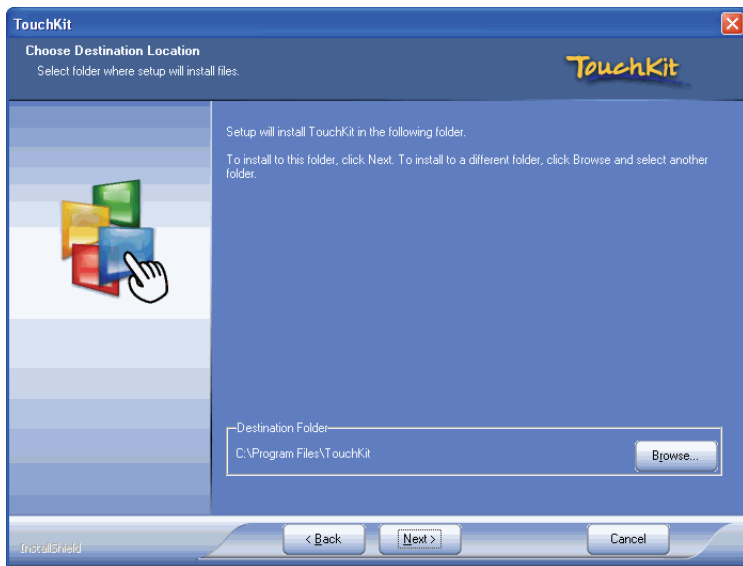 TouchKit
Choose Destination Location
Select folder where setup will install files.
TouchKit
Setup will install TouchKit in the following folder.
To install to this folder, click Next. To install to a different folder, click Browse and select another
folder.
Destination Folder
C:\Program Files\TouchKit
Browse...
InstallShield
< Back
Next >
Cancel